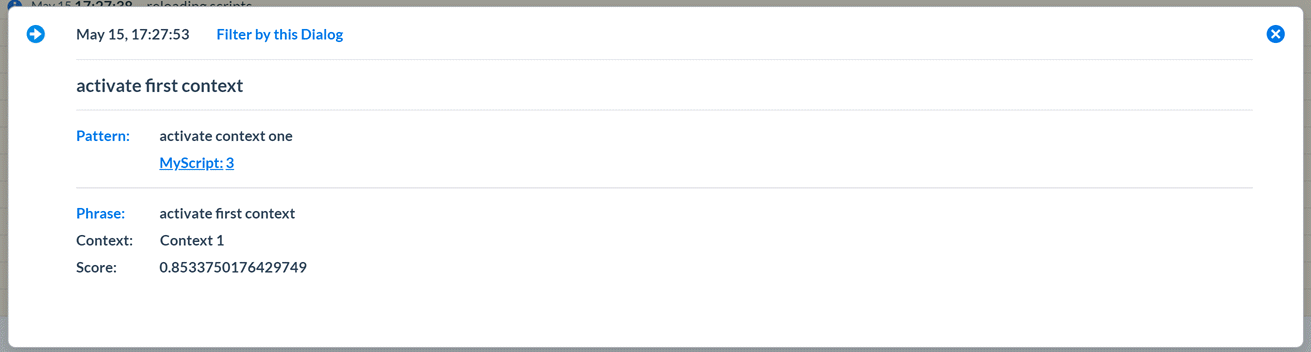 May 15 17:27:38 reloading scripts
May 15, 17:27:53 Filter by this Dialog
activate first context
Pattern: activate context one
MyScript: 3
Phrase: activate first context
Context: Context 1
Score: 0.8533750176429749